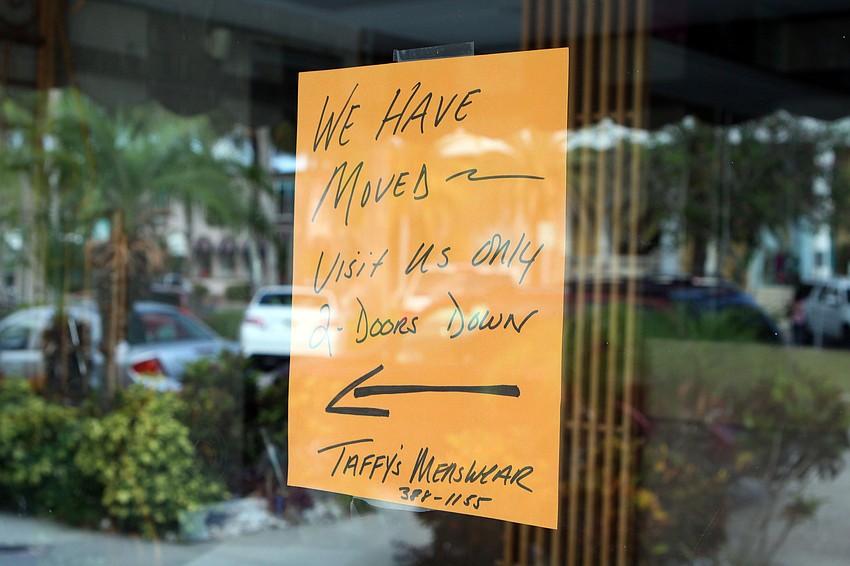 WE HAVE
MOVED
Visit us only
2-DOORS DOWN
TAFFY'S MENSWEAR
388-1155